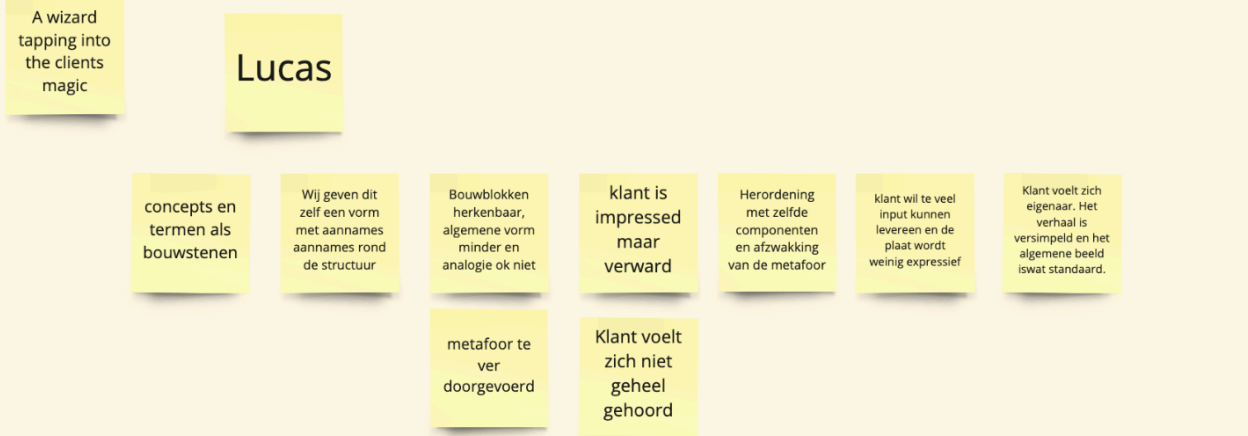 A wizard
tapping into
the clients
magic
Lucas
concepts en
termen als
bouwstenen
Wij geven dit
zelf een vorm
met aannames
aannames rond
de structuur
Bouwblokken
herkenbaar,
algemene vorm
minder en
analogie ok niet
klant is
impressed
maar
verward
Herordening
met zelfde
componenten
en afzwakking
van de metafoor
klant wil te veel
input kunnen
levereen en de
plaat wordt
weinig expressief
Klant voelt zich
eigenaar. Het
verhaal is
versimpeld en het
algemene beeld
iswat standaard.
metafoor te
ver
doorgevoerd
Klant voelt
zich niet
geheel
gehoord